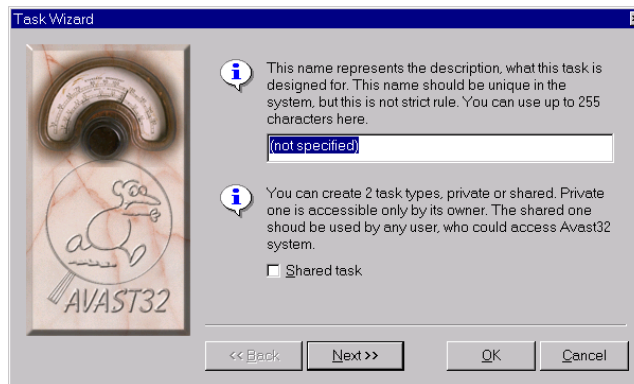 Task Wizard
This name represents the description, what this task is
designed for. This name should be unique in the
system, but this is not strict rule. You can use up to 255
characters here.
(not specified)
You can create 2 task types, private or shared. Private
one is accessible only by its owner. The shared one
shoud be used by any user, who could access Avast32
system.
Shared task
AVAST32
<< Back
Next >>
OK
Cancel